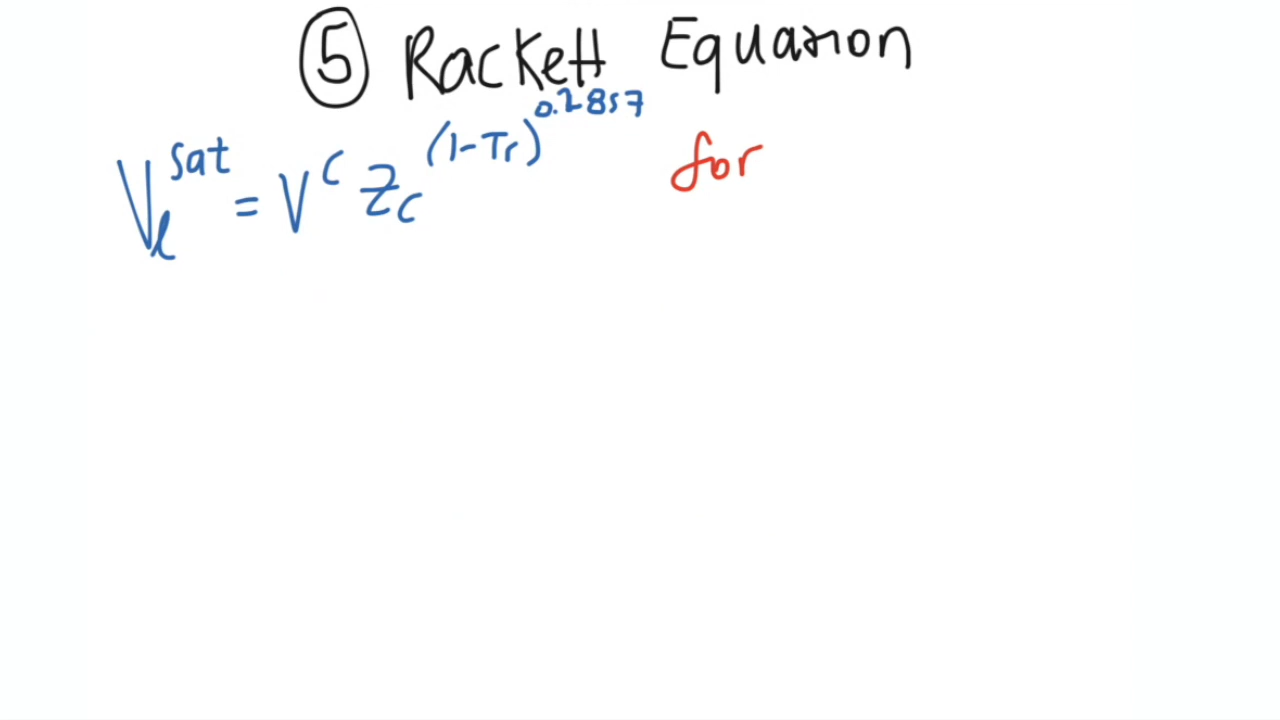 ⑤ Rackett Equation
V_l^sat = V^c Z_c^(1-Tr)^0.2857 for